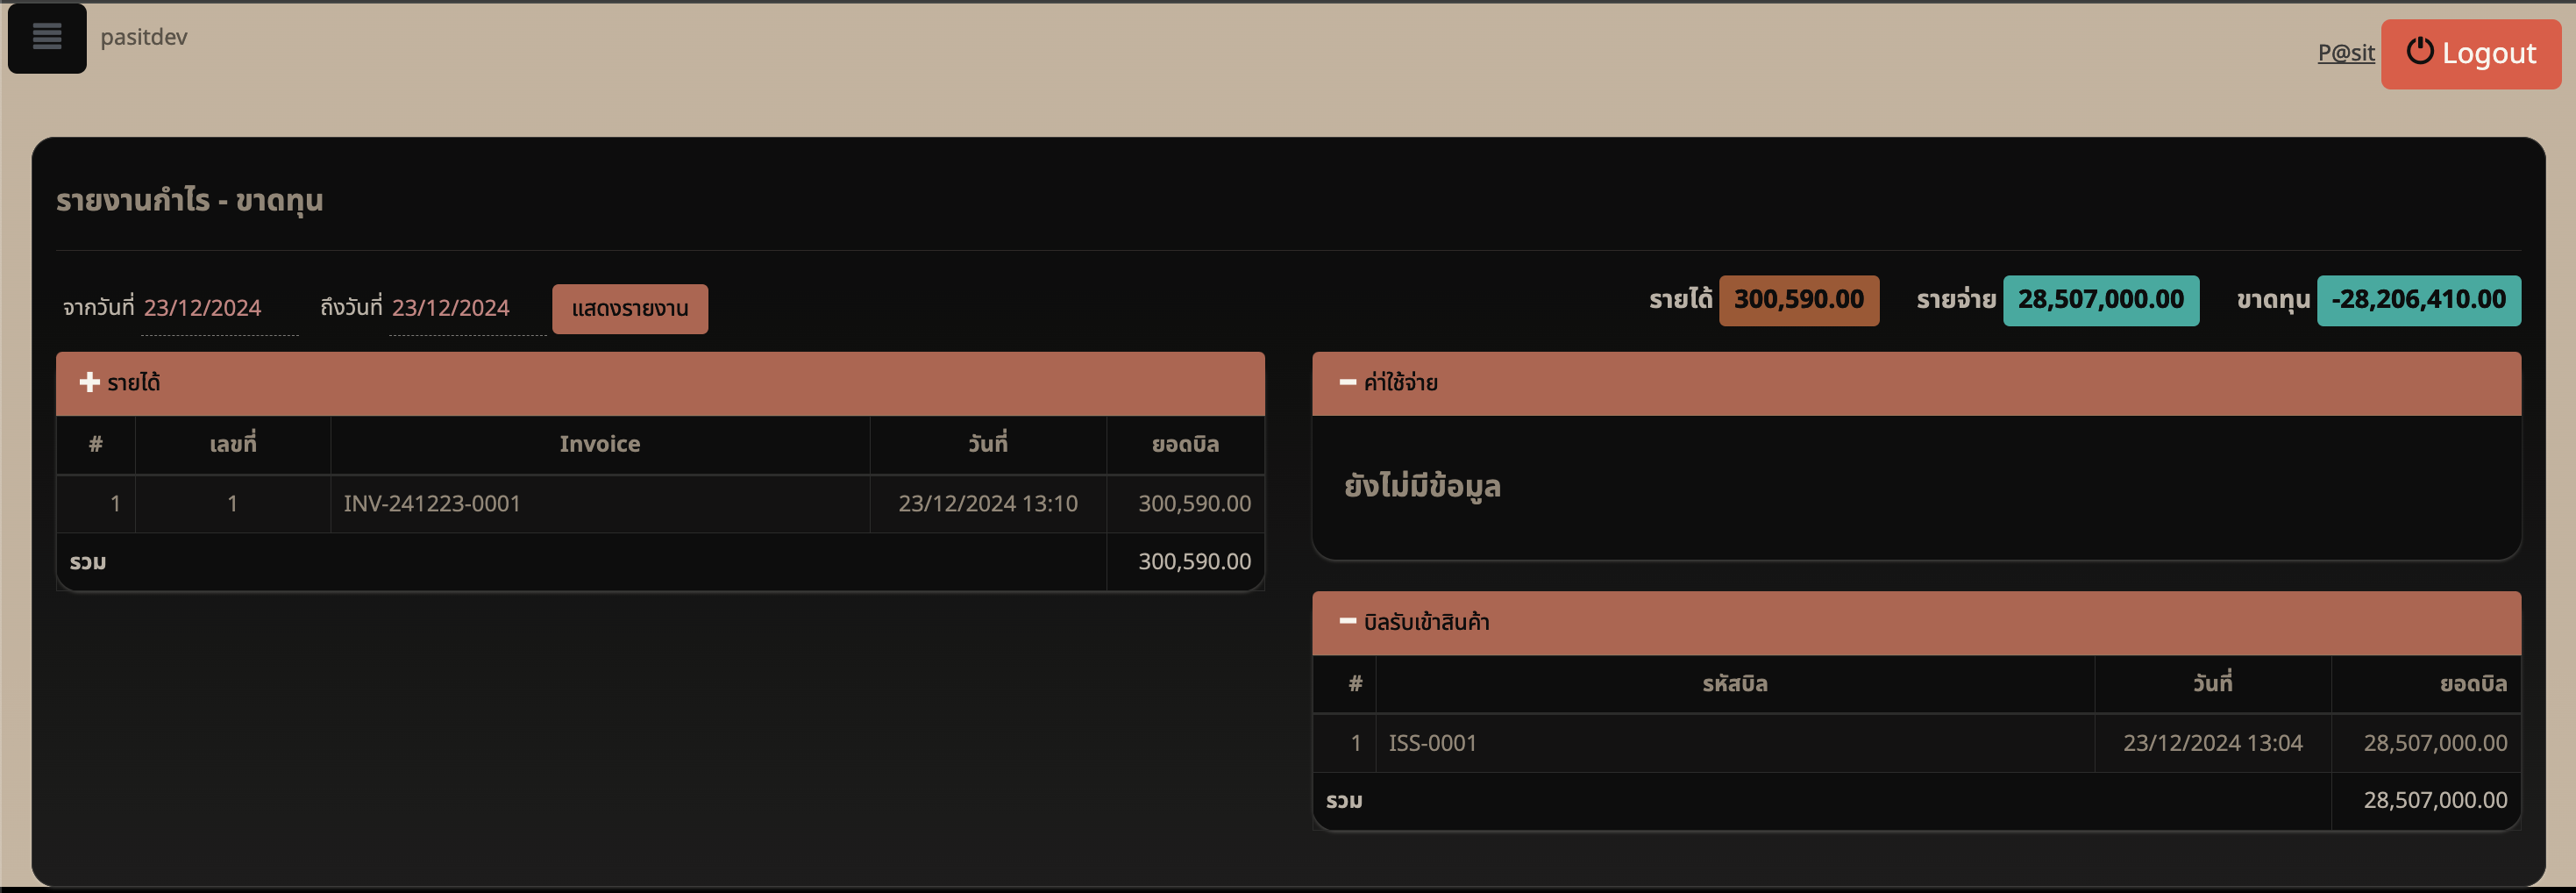 pasitdev
P@sit Logout
รายงานกำไร - ขาดทุน
จากวันที่ 23/12/2024 ถึงวันที่ 23/12/2024 แสดงรายงาน
รายได้ 300,590.00 รายจ่าย 28,507,000.00 ขาดทุน -28,206,410.00
รายได้
# เลขที่ Invoice วันที่ ยอดบิล
1 1 INV-241223-0001 23/12/2024 13:10 300,590.00
รวม 300,590.00
ค่าใช้จ่าย
ยังไม่มีข้อมูล
บิลรับเข้าสินค้า
# รหัสบิล วันที่ ยอดบิล
1 ISS-0001 23/12/2024 13:04 28,507,000.00
รวม 28,507,000.00